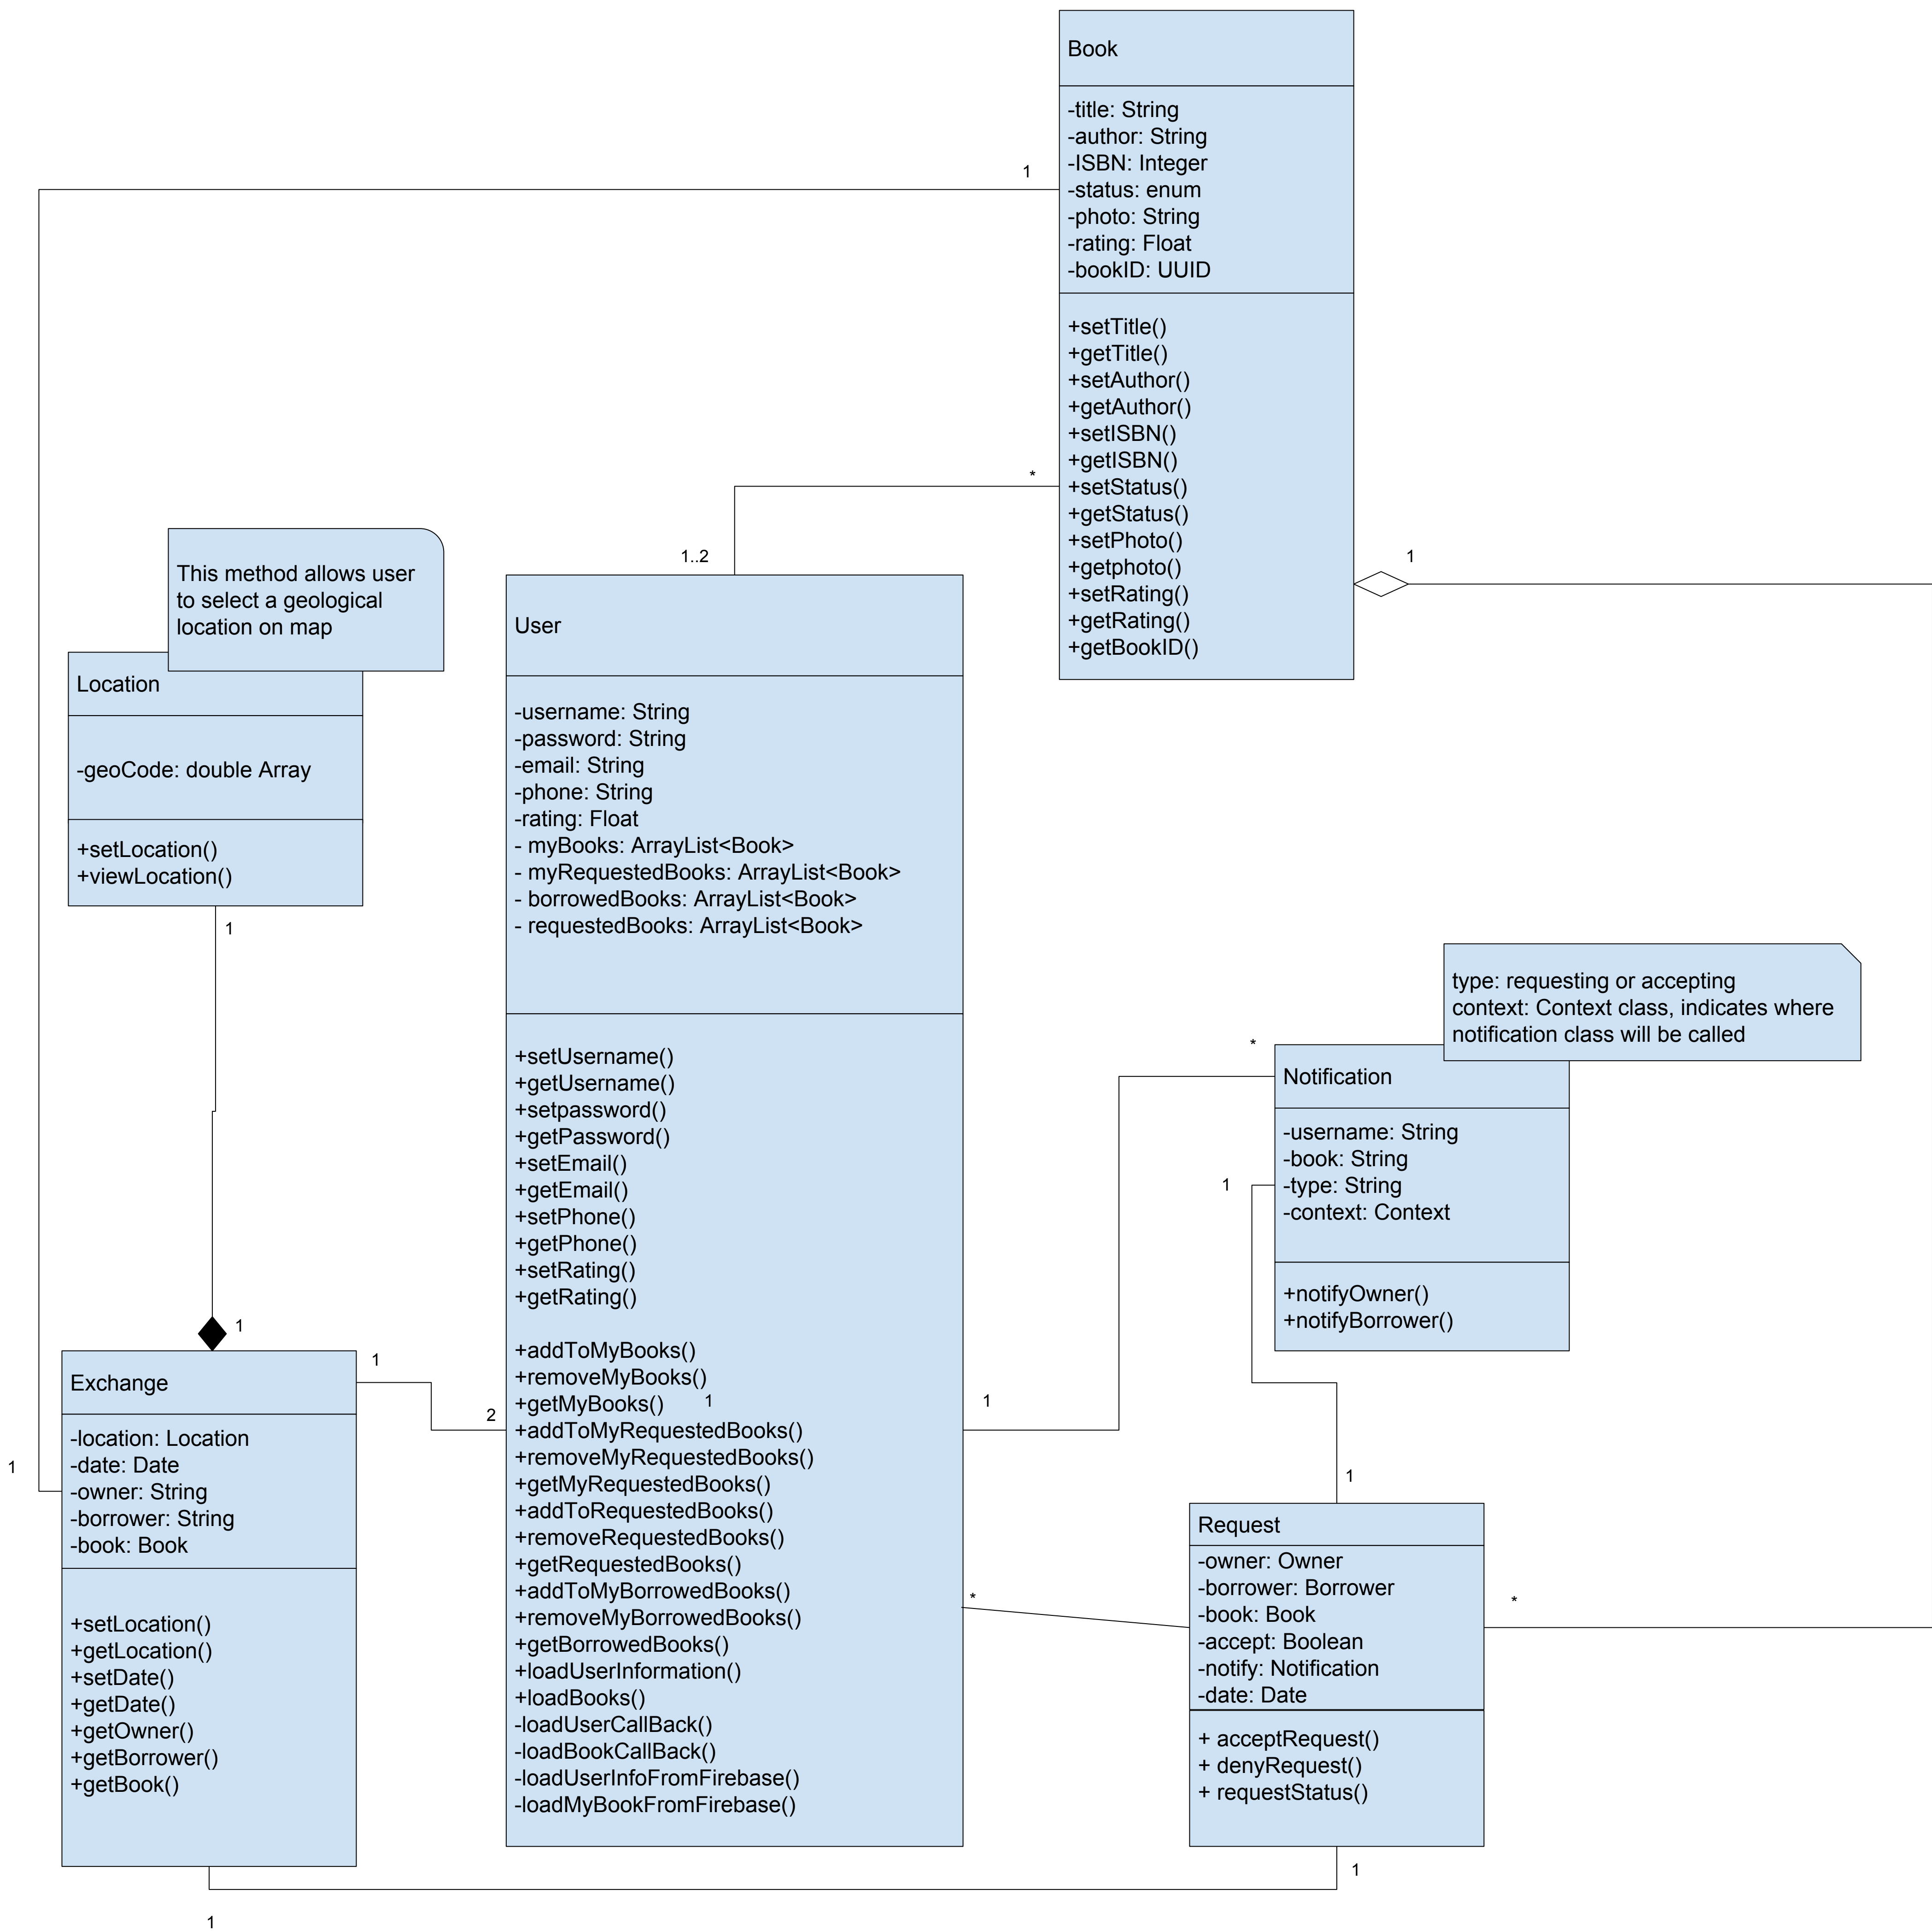 Book
-title: String
-author: String
-ISBN: Integer
-status: enum
-photo: String
-rating: Float
-bookID: UUID
+setTitle()
+getTitle()
+setAuthor()
+getAuthor()
+setISBN()
+getISBN()
+setStatus()
+getStatus()
+setPhoto()
+getphoto()
+setRating()
+getRating()
+getBookID()
1
*
1
1..2
This method allows user
to select a geological
location on map
Location
-geoCode: double Array
+setLocation()
+viewLocation()
1
1
User
-username: String
-password: String
-email: String
-phone: String
-rating: Float
- myBooks: ArrayList<Book>
- myRequestedBooks: ArrayList<Book>
- borrowedBooks: ArrayList<Book>
- requestedBooks: ArrayList<Book>
+setUsername()
+getUsername()
+setpassword()
+getPassword()
+setEmail()
+getEmail()
+setPhone()
+getPhone()
+setRating()
+getRating()
+addToMyBooks()
+removeMyBooks()
+getMyBooks() 1
+addToMyRequestedBooks()
+removeMyRequestedBooks()
+getMyRequestedBooks()
+addToRequestedBooks()
+removeRequestedBooks()
+getRequestedBooks()
+addToMyBorrowedBooks()
+removeMyBorrowedBooks()
+getBorrowedBooks()
+loadUserInformation()
+loadBooks()
-loadUserCallBack()
-loadBookCallBack()
-loadUserInfoFromFirebase()
-loadMyBookFromFirebase()
type: requesting or accepting
context: Context class, indicates where
notification class will be called
*
Notification
-username: String
-book: String
-type: String
-context: Context
+notifyOwner()
+notifyBorrower()
1
1
1
Exchange
-location: Location
-date: Date
-owner: String
-borrower: String
-book: Book
+setLocation()
+getLocation()
+setDate()
+getDate()
+getOwner()
+getBorrower()
+getBook()
1
2
1
*
*
Request
-owner: Owner
-borrower: Borrower
-book: Book
-accept: Boolean
-notify: Notification
-date: Date
+ acceptRequest()
+ denyRequest()
+ requestStatus()
1
1